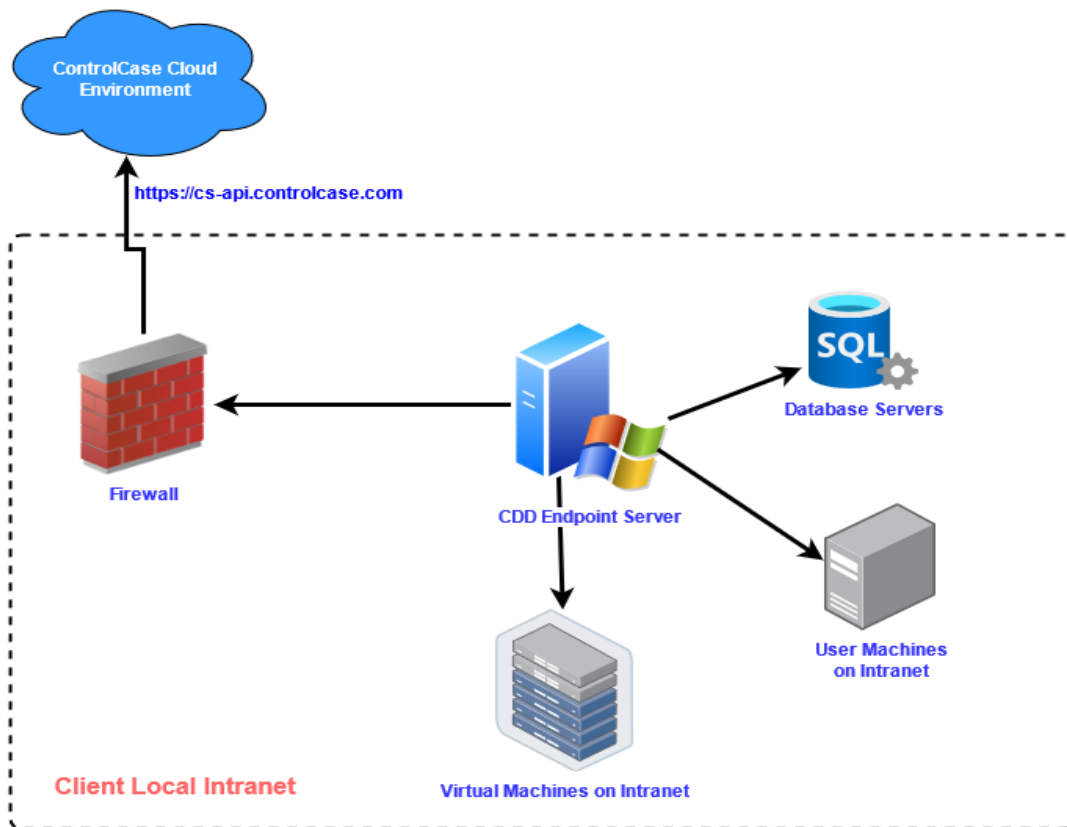 ControlCase Cloud
Environment
https://cs-api.controlcase.com
SQL
Database Servers
Firewall
CDD Endpoint Server
User Machines
on Intranet
Client Local Intranet
Virtual Machines on Intranet